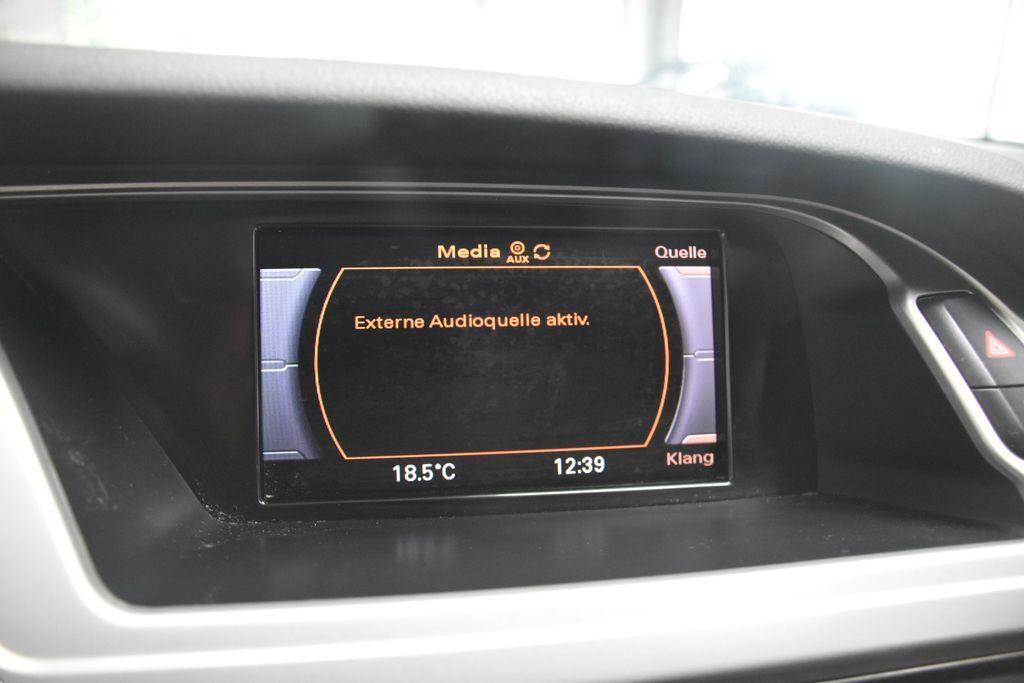 Media AUX Quelle
Externe Audioquelle aktiv.
18.5°C 12:39 Klang